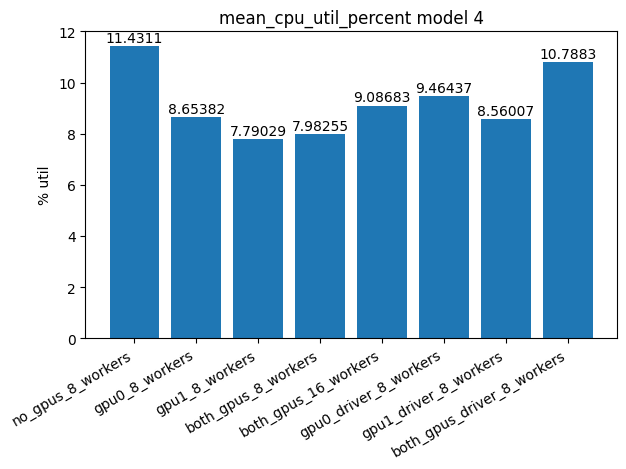 mean_cpu_util_percent model 4
% util
12
10
8
6
4
2
0
11.4311
8.65382
7.79029
7.98255
9.08683
9.46437
8.56007
10.7883
no_gpus_8_workers
gpu0_8_workers
gpu1_8_workers
both_gpus_8_workers
both_gpus_16_workers
gpu0_driver_8_workers
gpu1_driver_8_workers
both_gpus_driver_8_workers